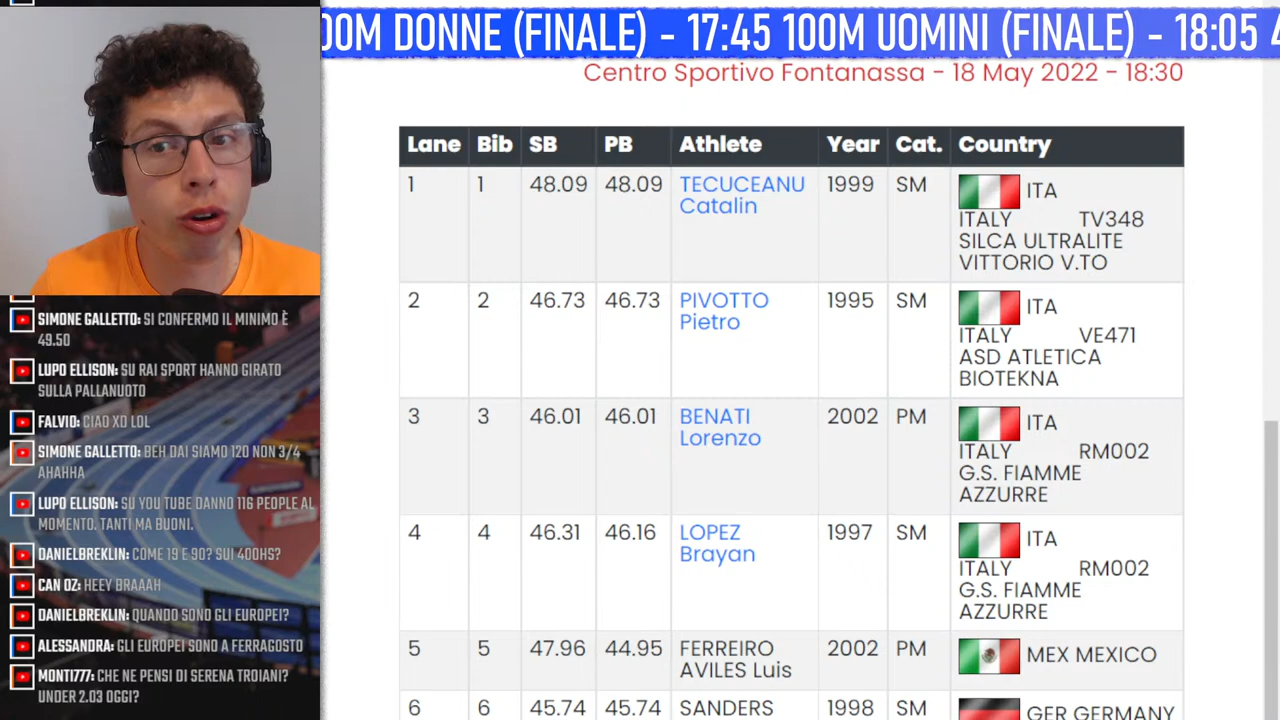 00M DONNE (FINALE) - 17:45 100M UOMINI (FINALE) - 18:05 4
Centro Sportivo Fontanassa - 18 May 2022 - 18:30
Lane Bib SB PB Athlete Year Cat. Country
1 1 48.09 48.09 TECUCEANU 1999 SM ITA
Catalin ITALY TV348
SILCA ULTRALITE
VITTORIO V.TO
2 2 46.73 46.73 PIVOTTO 1995 SM ITA
Pietro ITALY VE471
ASD ATLETICA
BIOTEKNA
3 3 46.01 46.01 BENATI 2002 PM ITA
Lorenzo ITALY RM002
G.S. FIAMME
AZZURRE
4 4 46.31 46.16 LOPEZ 1997 SM ITA
Brayan ITALY RM002
G.S. FIAMME
AZZURRE
5 5 47.96 44.95 FERREIRO 2002 PM MEX MEXICO
AVILES Luis
6 6 45.74 45.74 SANDERS 1998 SM GER GERMANY
SIMONE GALLETTO: SI CONFERMO IL MINIMO È
49.50
LUPO ELLISON: SU RAI SPORT HANNO GIRATO
SULLA PALLANUOTO
FALVIO: CIAO XD LOL
SIMONE GALLETTO: BEH DAI SIAMO 120 NON 3/4
AHAHHA
LUPO ELLISON: SU YOU TUBE DANNO 116 PEOPLE AL
MOMENTO. TANTI MA BUONI.
DANIELBREKLIN: COME 19 E 90? SUI 400HS?
CAN OZ: HEEY BRAAAH
DANIELBREKLIN: QUANDO SONO GLI EUROPEI?
ALESSANDRA: GLI EUROPEI SONO A FERRAGOSTO
MONTI777: CHE NE PENSI DI SERENA TROIANI?
UNDER 2.03 OGGI?